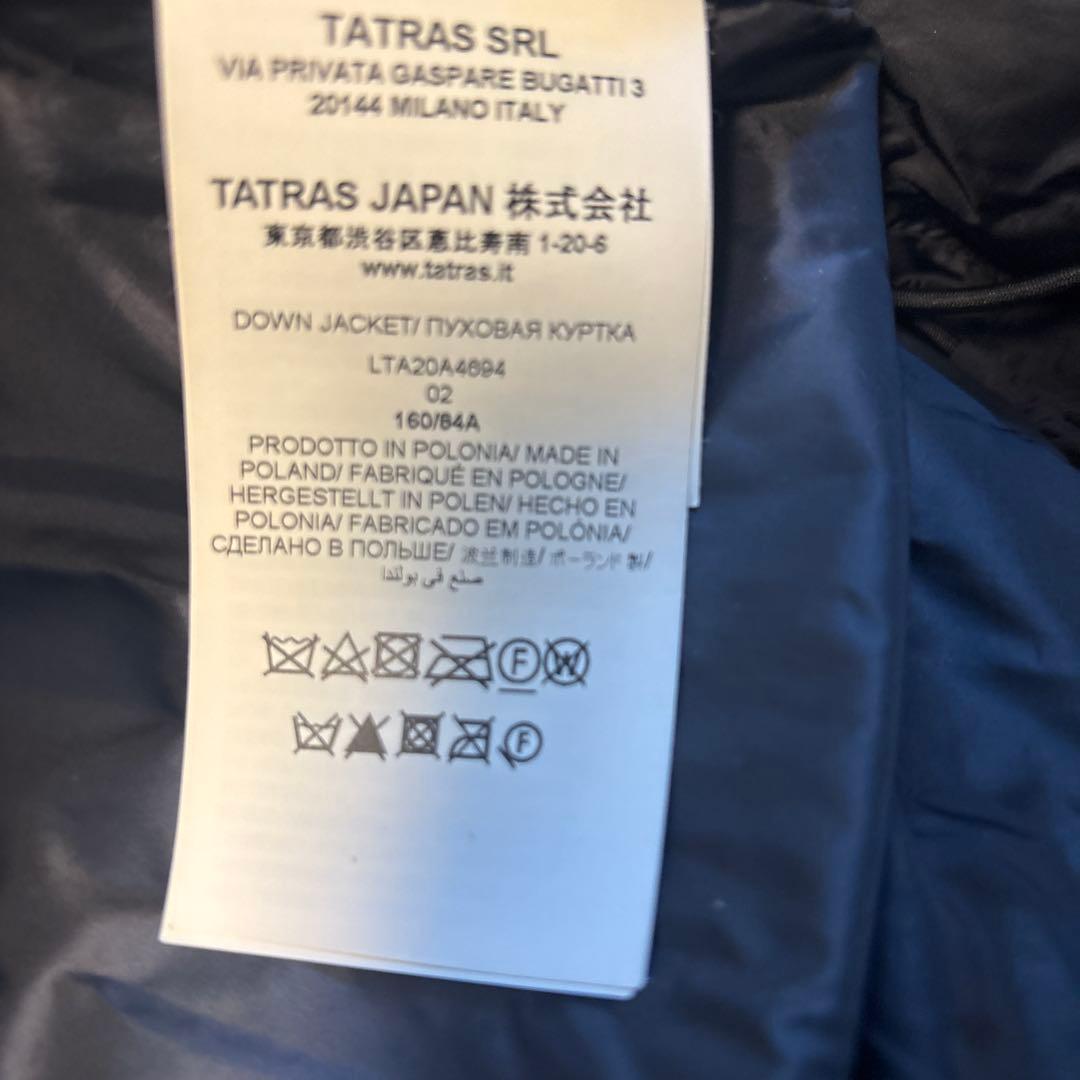 TATRAS SRL
VIA PRIVATA GASPARE BUGATTI 3
20144 MILANO ITALY
TATRAS JAPAN 株式会社
東京都渋谷区恵比寿南 1-20-6
www.tatras.it
DOWN JACKET/ ПУХОВАЯ КУРТКА
LTA20A4694
02
160/84A
PRODOTTO IN POLONIA/ MADE IN
POLAND/ FABRIQUÉ EN POLOGNE/
HERGESTELLT IN POLEN/ HECHO EN
POLONIA/ FABRICADO EM POLÓNIA/
СДЕЛАНО В ПОЛЬШЕ/ 波兰制造/ ポーランド 製/
صنع في بولندا
F W
F